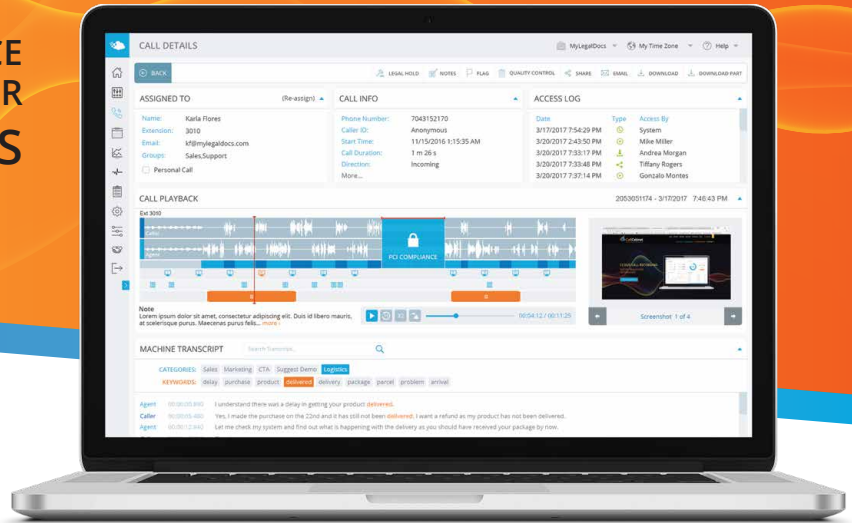 CE
R
S
CALL DETAILS
MyLegalDocs
My Time Zone
Help
BACK
LEGAL HOLD
NOTES
FLAG
QUALITY CONTROL
SHARE
EMAIL
DOWNLOAD
DOWNLOAD PART
ASSIGNED TO
(Re-assign)
Name: Karla Flores
Extension: 3010
Email: kf@mylegaldocs.com
Groups: Sales,Support
Personal Call
CALL INFO
Phone Number: 7043152170
Caller ID: Anonymous
Start Time: 11/15/2016 1:15:35 AM
Call Duration: 1 m 26 s
Direction: Incoming
More...
ACCESS LOG
Date Type Access By
3/17/2017 7:54:29 PM System
3/20/2017 2:43:50 PM Mike Miller
3/20/2017 7:33:17 PM Andrea Morgan
3/20/2017 7:33:48 PM Tiffany Rogers
3/20/2017 7:37:14 PM Gonzalo Montes
CALL PLAYBACK
2053051174 - 3/17/2017 7:46:43 PM
Ext 3010
Caller
Agent
PCI COMPLIANCE
Note
Lorem ipsum dolor sit amet, consectetur adipiscing elit. Duis id libero mauris,
at scelerisque purus. Maecenas purus felis... more ›
00:04:12 / 00:11:25
Screenshot 1 of 4
MACHINE TRANSCRIPT
Search Transcript...
CATEGORIES: Sales Marketing CTA Suggest Demo Logistics
KEYWORDS: delay purchase product delivered delivery package parcel problem arrival
Agent I understand there was a delay in getting your product delivered.
Caller Yes, I made the purchase on the 22nd and it has still not been delivered. I want a refund as my product has not been delivered.
Agent Let me check my system and find out what is happening with the delivery as you should have received your package by now.